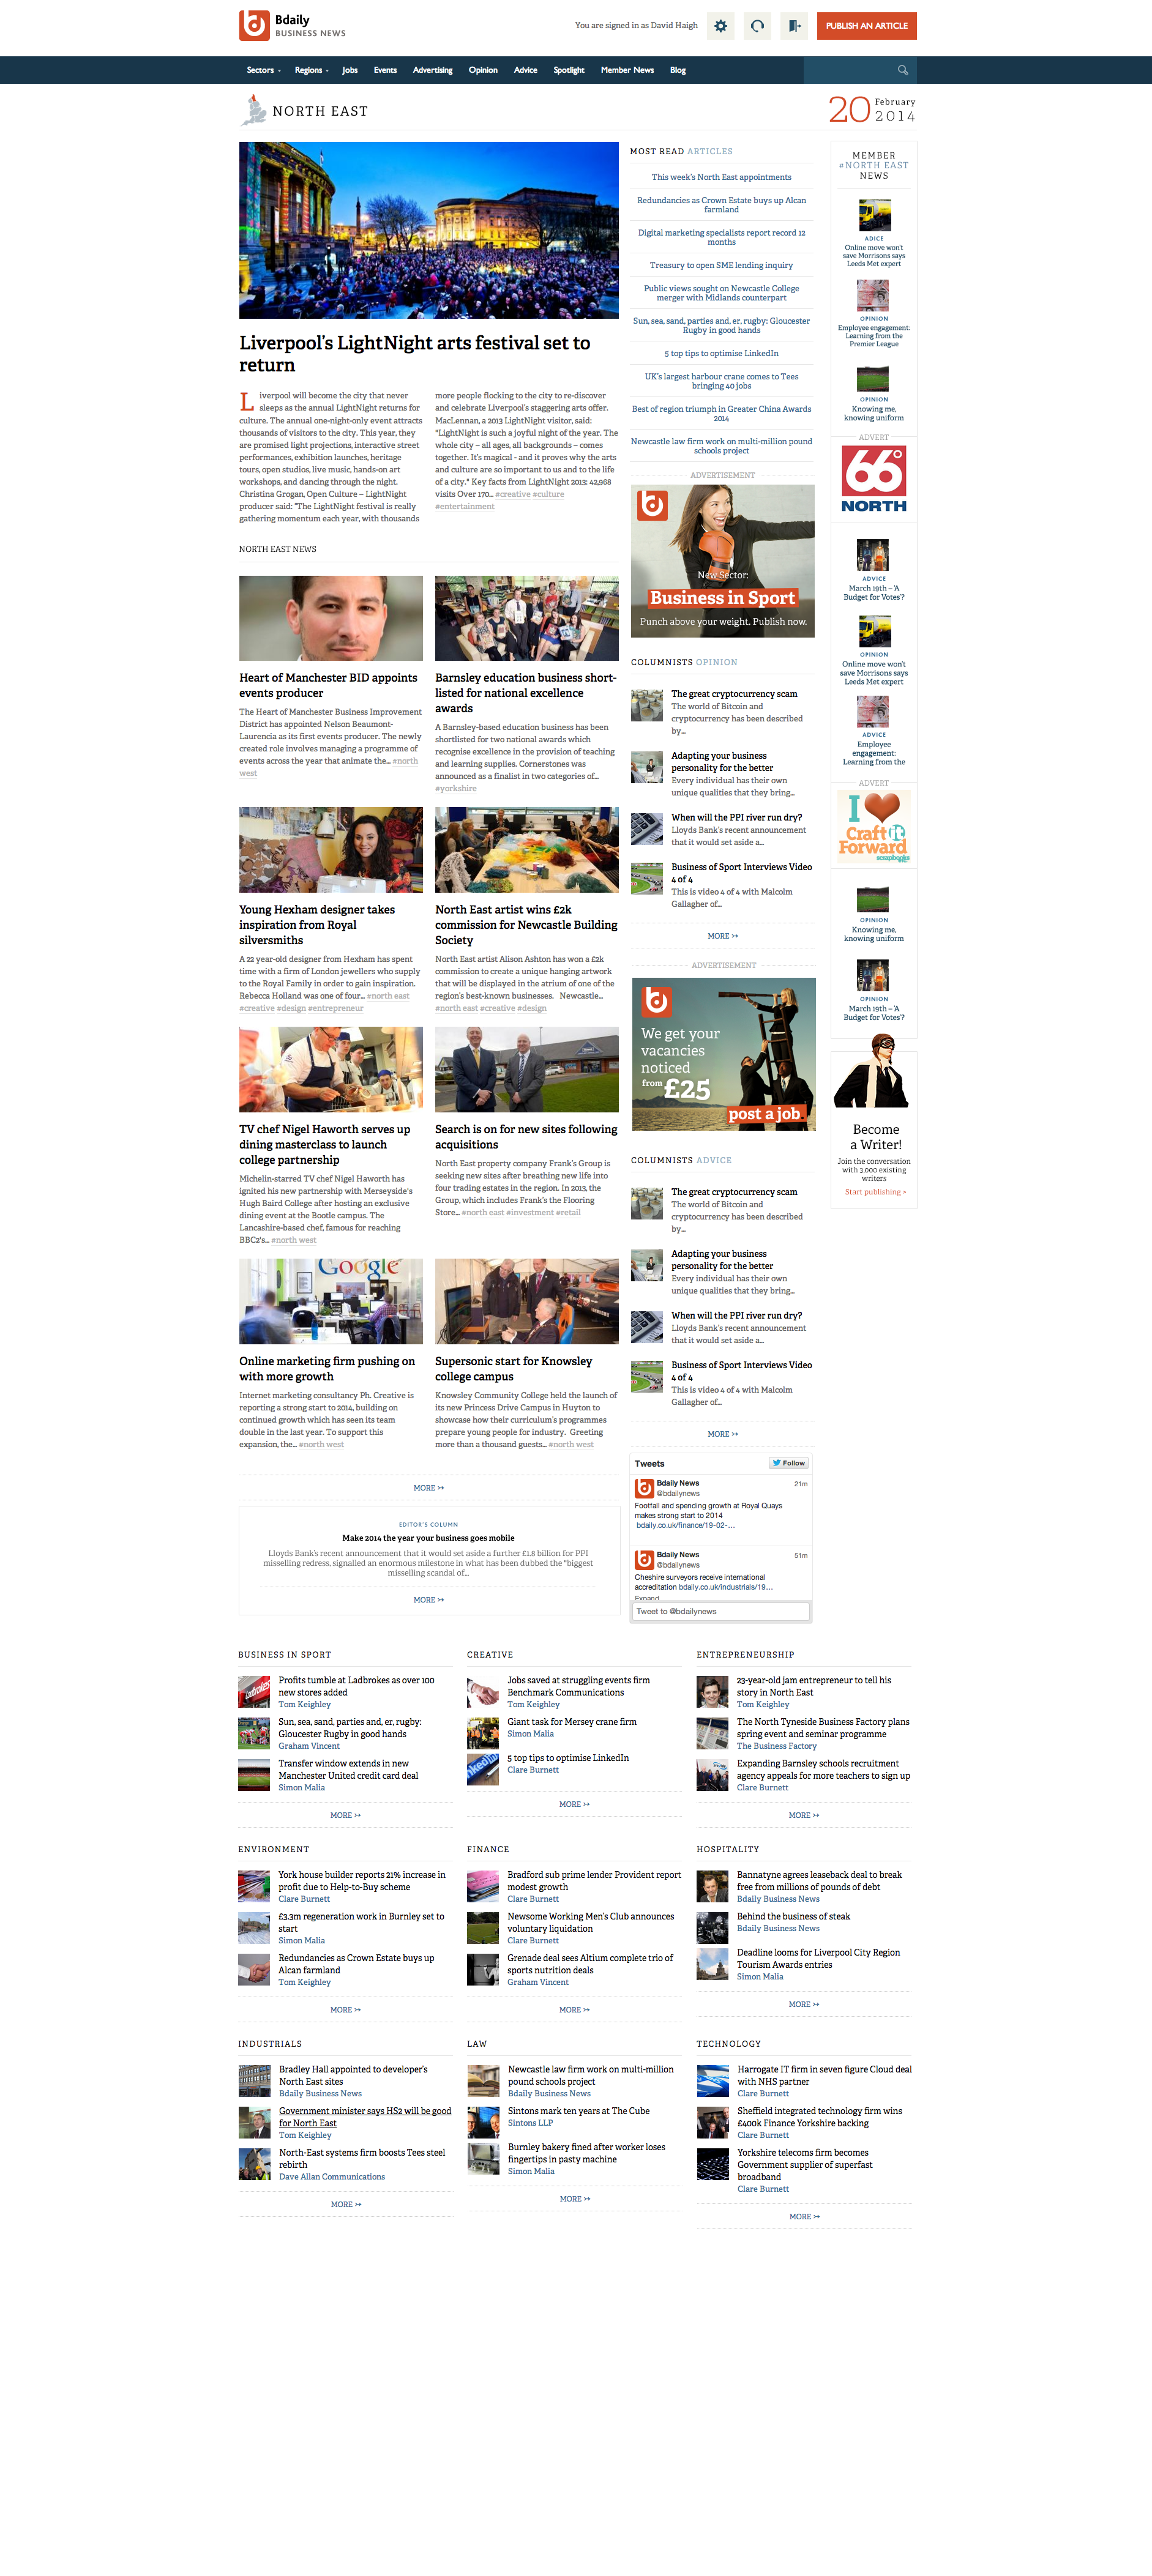 Bdaily
BUSINESS NEWS
You are signed in as David Haigh
PUBLISH AN ARTICLE
Sectors
Regions
Jobs
Events
Advertising
Opinion
Advice
Spotlight
Member News
Blog
NORTH EAST
20 February
2014
Liverpool's LightNight arts festival set to
return
Liverpool will become the city that never
sleeps as the annual LightNight returns for
culture. The annual one-night-only event attracts
thousands of visitors to the city. This year, they
are promised light projections, interactive street
performances, exhibition launches, heritage
tours, open studios, live music, hands-on art
workshops, and dancing through the night.
Christina Grogan, Open Culture – LightNight
producer said: "The LightNight festival is really
gathering momentum each year, with thousands
more people flocking to the city to re-discover
and celebrate Liverpool's staggering arts offer.
MacLennan, a 2013 LightNight visitor, said:
"LightNight is such a joyful night of the year. The
whole city – all ages, all backgrounds – comes
together. It's magical - and it proves why the arts
and culture are so important to us and to the life
of a city." Key facts from LightNight 2013: 42,968
visits Over 170... #creative #culture
#entertainment
NORTH EAST NEWS
Heart of Manchester BID appoints
events producer
The Heart of Manchester Business Improvement
District has appointed Nelson Beaumont-
Laurencia as its first events producer. The newly
created role involves managing a programme of
events across the year that animate the... #north
west
Barnsley education business short-
listed for national excellence
awards
A Barnsley-based education business has been
shortlisted for two national awards which
recognise excellence in the provision of teaching
and learning supplies. Cornerstones was
announced as a finalist in two categories of...
#yorkshire
Young Hexham designer takes
inspiration from Royal
silversmiths
A 22 year-old designer from Hexham has spent
time with a firm of London jewellers who supply
to the Royal Family in order to gain inspiration.
Rebecca Holland was one of four... #north east
#creative #design #entrepreneur
North East artist wins £2k
commission for Newcastle Building
Society
North East artist Alison Ashton has won a £2k
commission to create a unique hanging artwork
that will be displayed in the atrium of one of the
region's best-known businesses. Newcastle...
#north east #creative #design
TV chef Nigel Haworth serves up
dining masterclass to launch
college partnership
Michelin-starred TV chef Nigel Haworth has
ignited his new partnership with Merseyside's
Hugh Baird College after hosting an exclusive
dining event at the Bootle campus. The
Lancashire-based chef, famous for reaching
BBC2's... #north west
Search is on for new sites following
acquisitions
North East property company Frank's Group is
seeking new sites after breathing new life into
four trading estates in the region. In 2013, the
Group, which includes Frank's the Flooring
Store... #north east #investment #retail
Google
Online marketing firm pushing on
with more growth
Internet marketing consultancy Ph. Creative is
reporting a strong start to 2014, building on
continued growth which has seen its team
double in the last year. To support this
expansion, the... #north west
Supersonic start for Knowsley
college campus
Knowsley Community College held the launch of
its new Princess Drive Campus in Huyton to
showcase how their curriculum's programmes
prepare young people for industry. Greeting
more than a thousand guests... #north west
MORE ↣
EDITOR'S COLUMN
Make 2014 the year your business goes mobile
Lloyds Bank's recent announcement that it would set aside a further £1.8 billion for PPI
misselling redress, signalled an enormous milestone in what has been dubbed the "biggest
misselling scandal of...
MORE ↣
MOST READ ARTICLES
This week's North East appointments
Redundancies as Crown Estate buys up Alcan
farmland
Digital marketing specialists report record 12
months
Treasury to open SME lending inquiry
Public views sought on Newcastle College
merger with Midlands counterpart
Sun, sea, sand, parties and, er, rugby: Gloucester
Rugby in good hands
5 top tips to optimise LinkedIn
UK's largest harbour crane comes to Tees
bringing 40 jobs
Best of region triumph in Greater China Awards
2014
Newcastle law firm work on multi-million pound
schools project
ADVERTISEMENT
New Sector:
Business in Sport
Punch above your weight. Publish now.
COLUMNISTS OPINION
The great cryptocurrency scam
The world of Bitcoin and
cryptocurrency has been described
by...
Adapting your business
personality for the better
Every individual has their own
unique qualities that they bring...
When will the PPI river run dry?
Lloyds Bank's recent announcement
that it would set aside a...
Business of Sport Interviews Video
4 of 4
This is video 4 of 4 with Malcolm
Gallagher of...
MORE ↣
ADVERTISEMENT
We get your
vacancies
noticed
from £25
post a job
COLUMNISTS ADVICE
The great cryptocurrency scam
The world of Bitcoin and
cryptocurrency has been described
by...
Adapting your business
personality for the better
Every individual has their own
unique qualities that they bring...
When will the PPI river run dry?
Lloyds Bank's recent announcement
that it would set aside a...
Business of Sport Interviews Video
4 of 4
This is video 4 of 4 with Malcolm
Gallagher of...
MORE ↣
Tweets
Follow
Bdaily News 21m
@bdailynews
Footfall and spending growth at Royal Quays
makes strong start to 2014
bdaily.co.uk/finance/19-02-…
Bdaily News 51m
@bdailynews
Cheshire surveyors receive international
accreditation bdaily.co.uk/industrials/19…
Expand
Tweet to @bdailynews
MEMBER
#NORTH EAST
NEWS
ADICE
Online move won't
save Morrisons says
Leeds Met expert
OPINION
Employee engagement:
Learning from the
Premier League
OPINION
Knowing me,
knowing uniform
ADVERT
66°
NORTH
ADVICE
March 19th – 'A
Budget for Votes'?
OPINION
Online move won't
save Morrisons says
Leeds Met expert
ADVICE
Employee
engagement:
Learning from the
ADVERT
I
Craft it
Forward
scrapbooks
OPINION
Knowing me,
knowing uniform
OPINION
March 19th – 'A
Budget for Votes'?
Become
a Writer!
Join the conversation
with 3,000 existing
writers
Start publishing >
BUSINESS IN SPORT
Ladbrokes
Profits tumble at Ladbrokes as over 100
new stores added
Tom Keighley
Sun, sea, sand, parties and, er, rugby:
Gloucester Rugby in good hands
Graham Vincent
Transfer window extends in new
Manchester United credit card deal
Simon Malia
MORE ↣
CREATIVE
Jobs saved at struggling events firm
Benchmark Communications
Tom Keighley
Giant task for Mersey crane firm
Simon Malia
5 top tips to optimise LinkedIn
Clare Burnett
MORE ↣
ENTREPRENEURSHIP
23-year-old jam entrepreneur to tell his
story in North East
Tom Keighley
The North Tyneside Business Factory plans
spring event and seminar programme
The Business Factory
Expanding Barnsley schools recruitment
agency appeals for more teachers to sign up
Clare Burnett
MORE ↣
ENVIRONMENT
York house builder reports 21% increase in
profit due to Help-to-Buy scheme
Clare Burnett
£3.3m regeneration work in Burnley set to
start
Simon Malia
Redundancies as Crown Estate buys up
Alcan farmland
Tom Keighley
MORE ↣
FINANCE
Bradford sub prime lender Provident report
modest growth
Clare Burnett
Newsome Working Men's Club announces
voluntary liquidation
Clare Burnett
Grenade deal sees Altium complete trio of
sports nutrition deals
Graham Vincent
MORE ↣
HOSPITALITY
Bannatyne agrees leaseback deal to break
free from millions of pounds of debt
Bdaily Business News
Behind the business of steak
Bdaily Business News
Deadline looms for Liverpool City Region
Tourism Awards entries
Simon Malia
MORE ↣
INDUSTRIALS
Bradley Hall appointed to developer's
North East sites
Bdaily Business News
Government minister says HS2 will be good
for North East
Tom Keighley
North-East systems firm boosts Tees steel
rebirth
Dave Allan Communications
MORE ↣
LAW
Newcastle law firm work on multi-million
pound schools project
Bdaily Business News
Sintons mark ten years at The Cube
Sintons LLP
Burnley bakery fined after worker loses
fingertips in pasty machine
Simon Malia
MORE ↣
TECHNOLOGY
Harrogate IT firm in seven figure Cloud deal
with NHS partner
Clare Burnett
Sheffield integrated technology firm wins
£400k Finance Yorkshire backing
Clare Burnett
Yorkshire telecoms firm becomes
Government supplier of superfast
broadband
Clare Burnett
MORE ↣